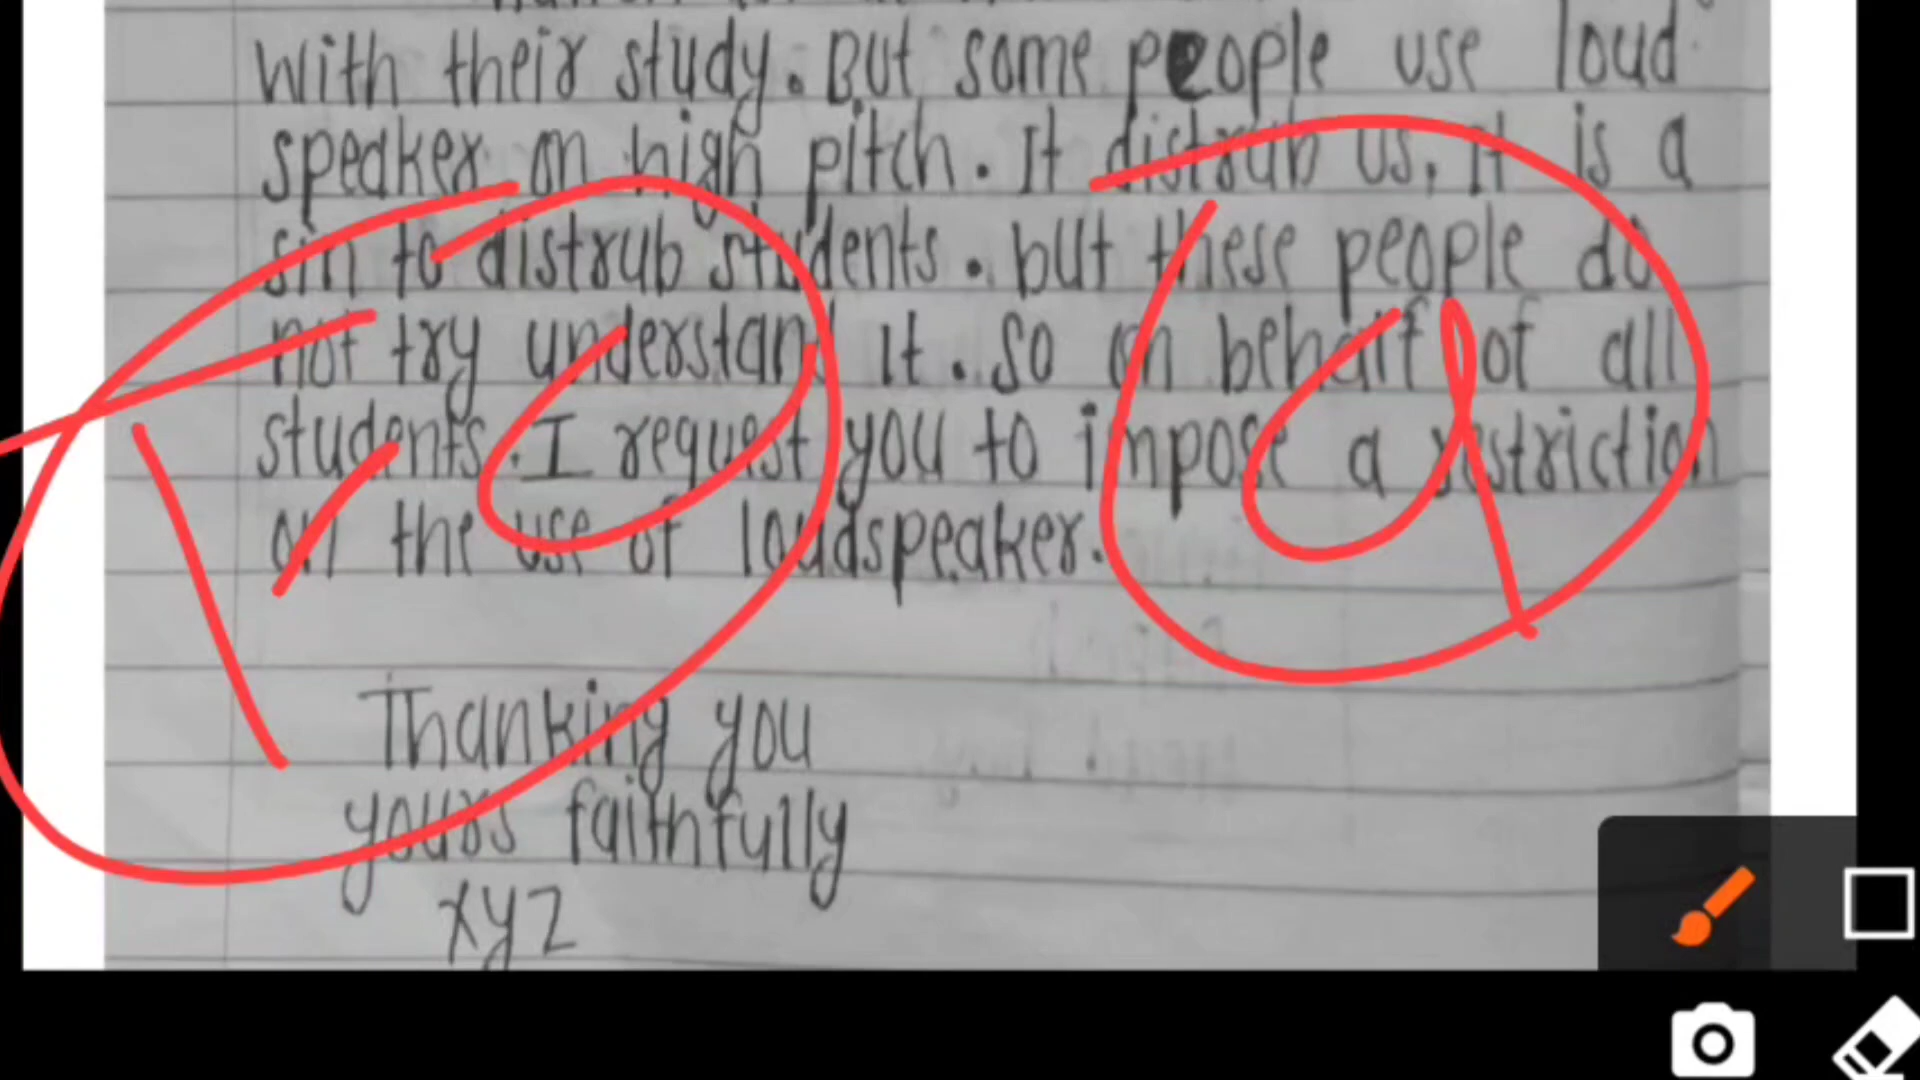 with their study. But some people use loud
speaker on high pitch. It distrub us, It is a
sin to distrub students. but these people do
not try understand it. So on behalf of all
students. I request you to impose a restriction
on the use of loudspeaker.
Thanking you
yours faithfully
xyz